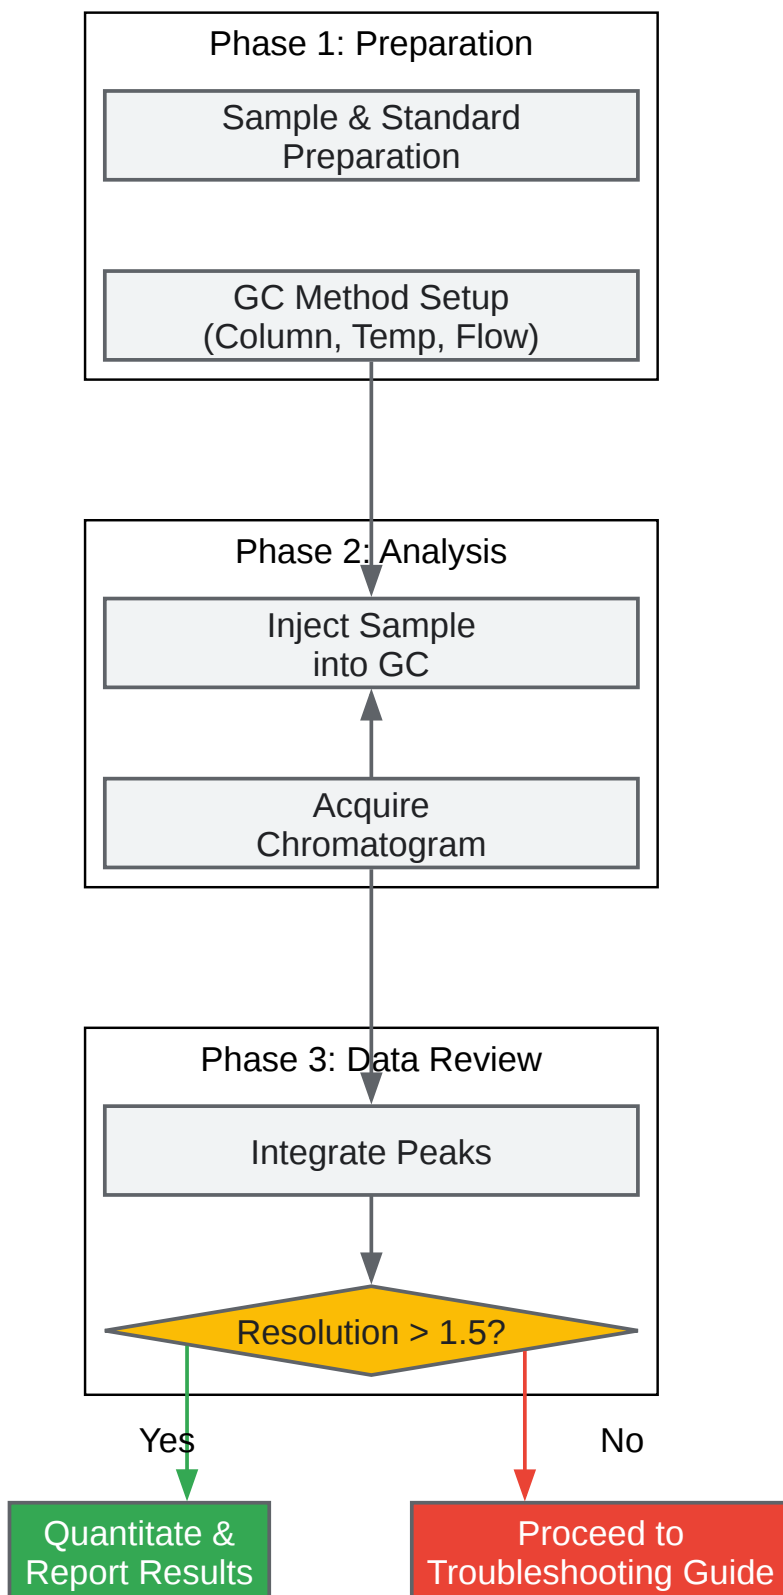 Phase 1: Preparation
Sample & Standard
Preparation
GC Method Setup
(Column, Temp, Flow)
Phase 2: Analysis
Inject Sample
into GC
Acquire
Chromatogram
Phase 3: Data Review
Integrate Peaks
Resolution > 1.5?
Yes
No
Quantitate &
Report Results
Proceed to
Troubleshooting Guide